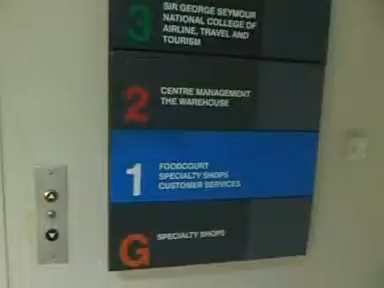 3
SIR GEORGE SEYMOUR
NATIONAL COLLEGE OF
AIRLINE, TRAVEL AND
TOURISM
2
CENTRE MANAGEMENT
THE WAREHOUSE
1
FOODCOURT
SPECIALTY SHOPS
CUSTOMER SERVICES
G
SPECIALTY SHOPS